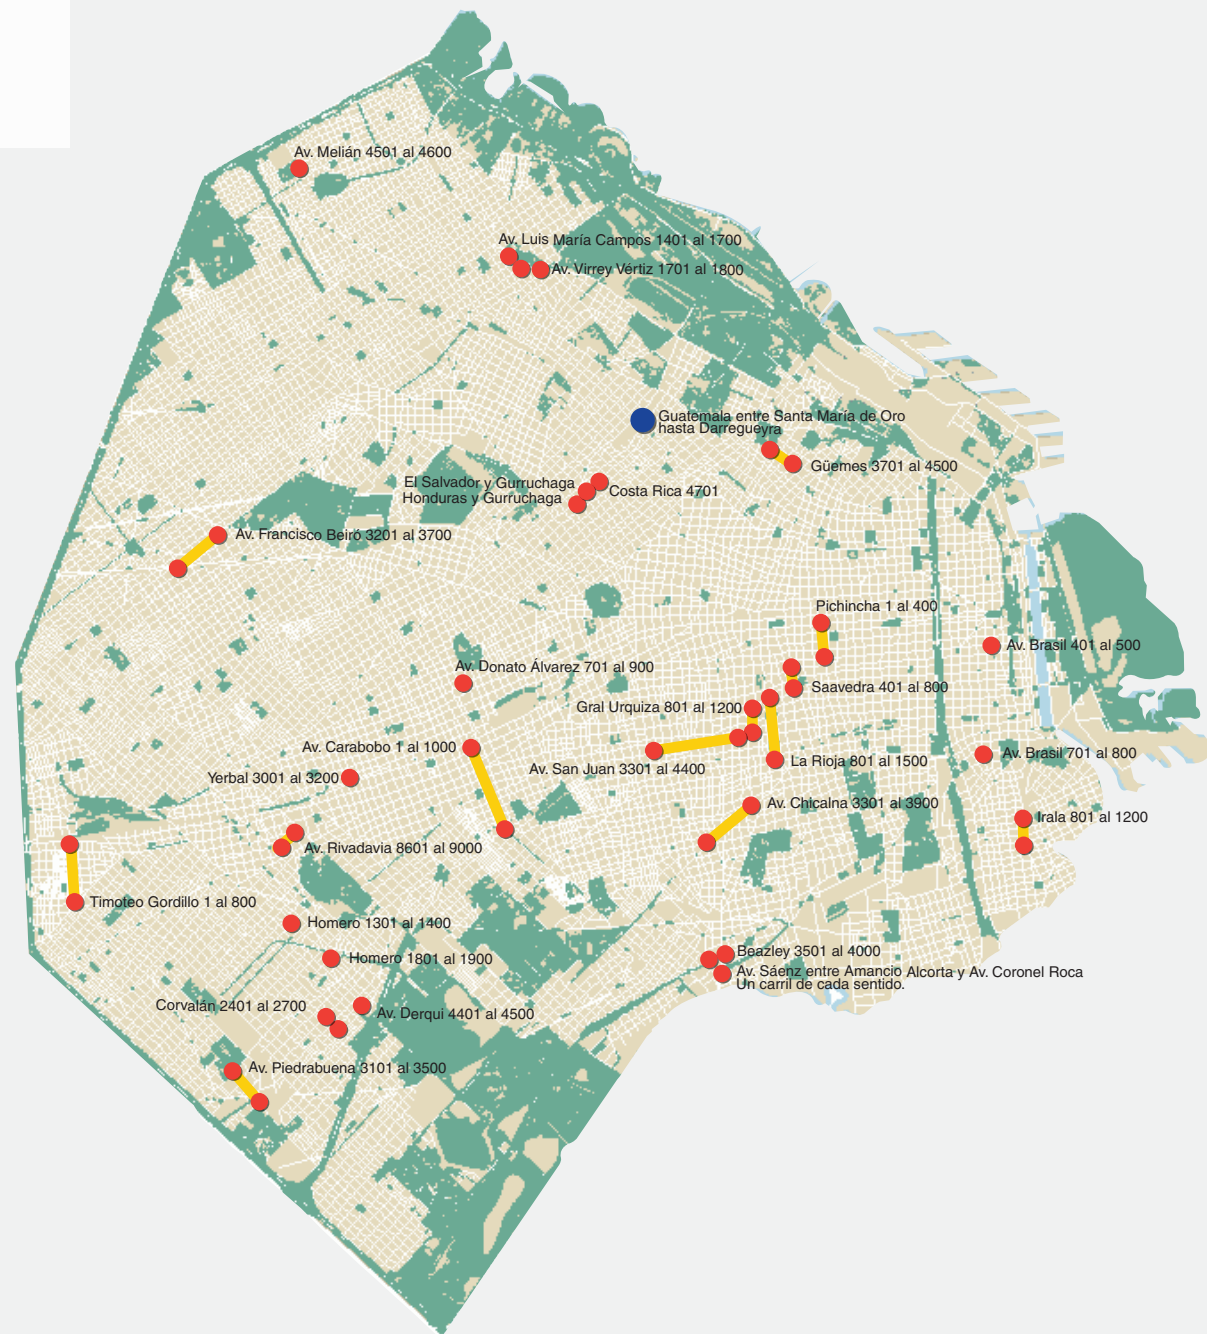 Av. Melián 4501 al 4600
Av. Luis María Campos 1401 al 1700
Av. Virrey Vértiz 1701 al 1800
Guatemala entre Santa María de Oro
hasta Darregueyra
Güemes 3701 al 4500
El Salvador y Gurruchaga
Costa Rica 4701
Honduras y Gurruchaga
Av. Francisco Beiró 3201 al 3700
Pichincha 1 al 400
Av. Brasil 401 al 500
Av. Donato Álvarez 701 al 900
Saavedra 401 al 800
Gral Urquiza 801 al 1200
Av. Carabobo 1 al 1000
Av. Brasil 701 al 800
La Rioja 801 al 1500
Av. San Juan 3301 al 4400
Yerbal 3001 al 3200
Av. Chicalna 3301 al 3900
Irala 801 al 1200
Av. Rivadavia 8601 al 9000
Timoteo Gordillo 1 al 800
Homero 1301 al 1400
Beazley 3501 al 4000
Homero 1801 al 1900
Av. Sáenz entre Amancio Alcorta y Av. Coronel Roca
Un carril de cada sentido.
Corvalán 2401 al 2700
Av. Derqui 4401 al 4500
Av. Piedrabuena 3101 al 3500